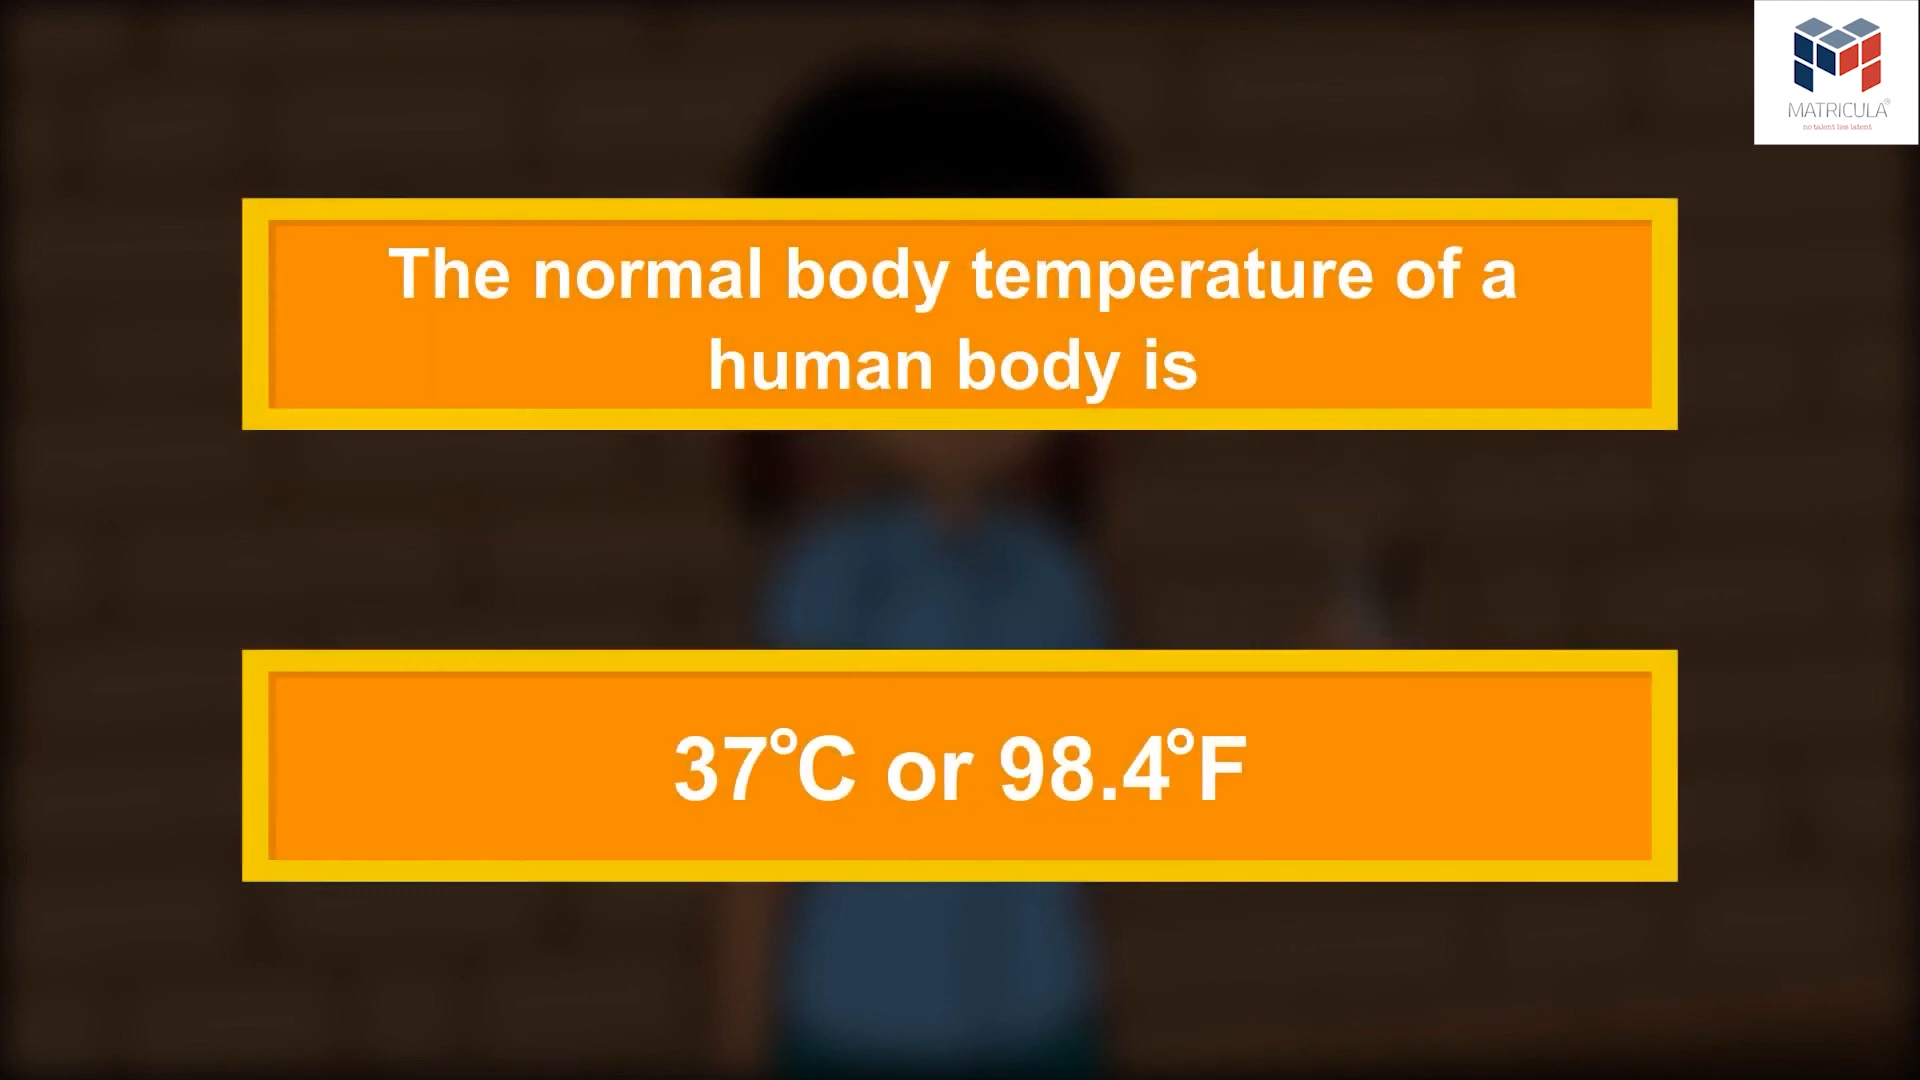 MATRICULA®
no talent lies latent
The normal body temperature of a
human body is
37°C or 98.4°F